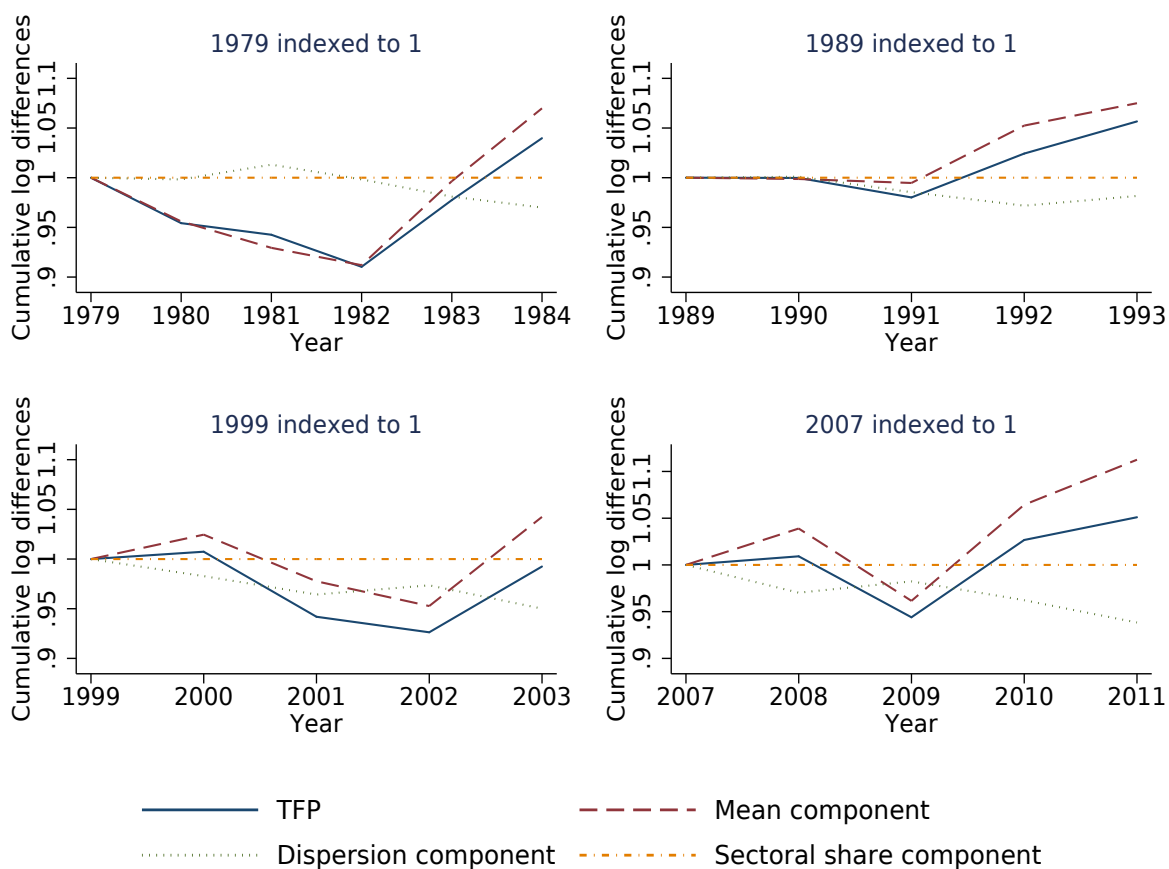 1979 indexed to 1
Cumulative log differences
1.1
1.05
1
.95
.9
1979 1980 1981 1982 1983 1984
Year
1989 indexed to 1
Cumulative log differences
1.1
1.05
1
.95
.9
1989 1990 1991 1992 1993
Year
1999 indexed to 1
Cumulative log differences
1.1
1.05
1
.95
.9
1999 2000 2001 2002 2003
Year
2007 indexed to 1
Cumulative log differences
1.1
1.05
1
.95
.9
2007 2008 2009 2010 2011
Year
TFP Mean component
Dispersion component Sectoral share component